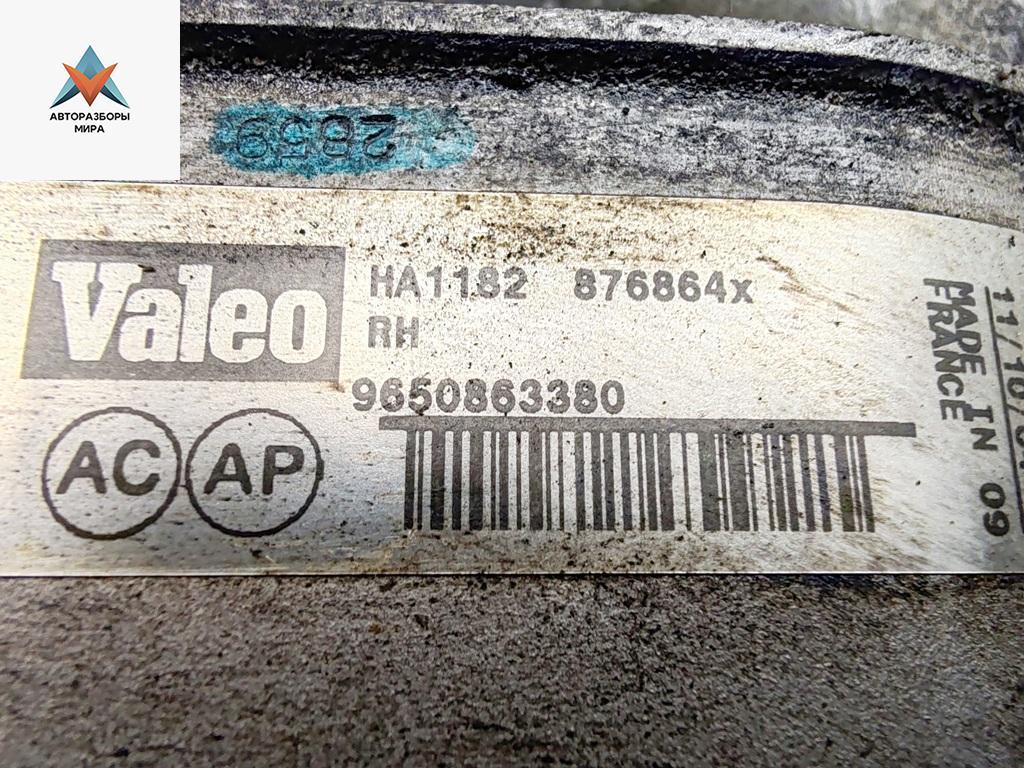 АВТОРАЗБОРЫ
МИРА
2859
Valeo
HA1182 876864x
RH
9650863380
AC AP
MADE IN 09
FRANCE